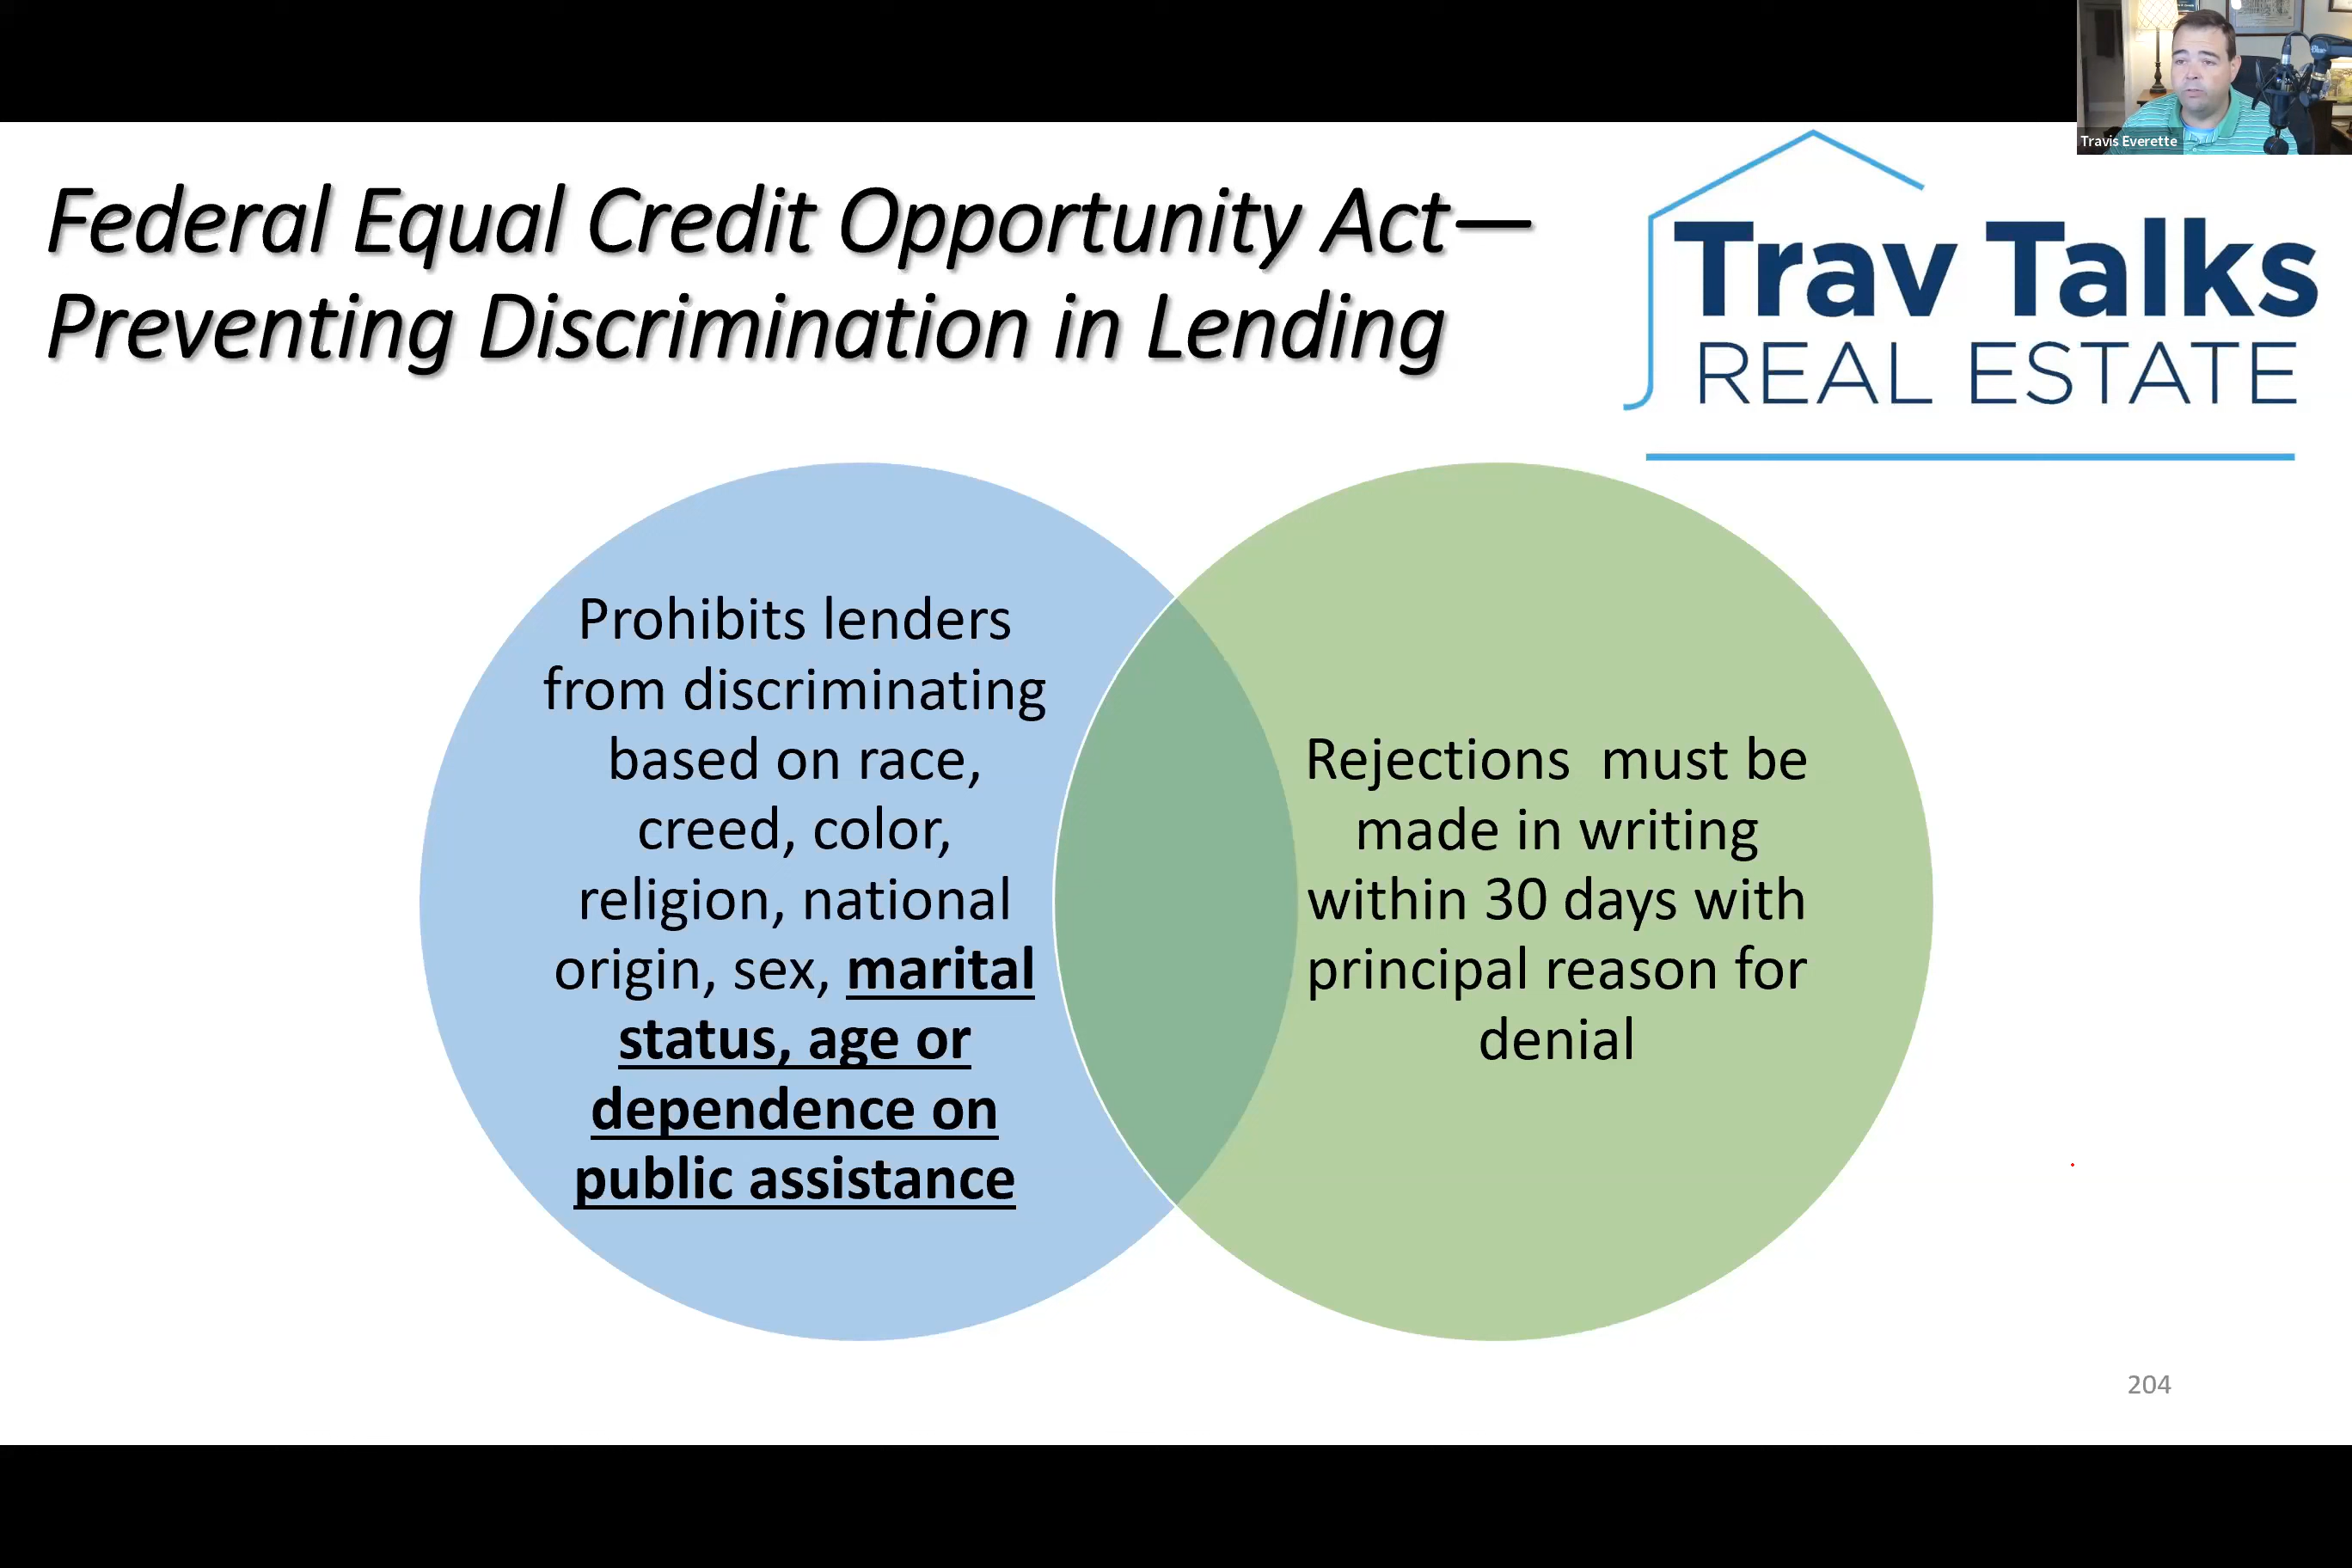 Travis Everette
Federal Equal Credit Opportunity Act—
Preventing Discrimination in Lending
Trav Talks
REAL ESTATE
Prohibits lenders
from discriminating
based on race,
creed, color,
religion, national
origin, sex, marital
status, age or
dependence on
public assistance
Rejections  must be
made in writing
within 30 days with
principal reason for
denial
204